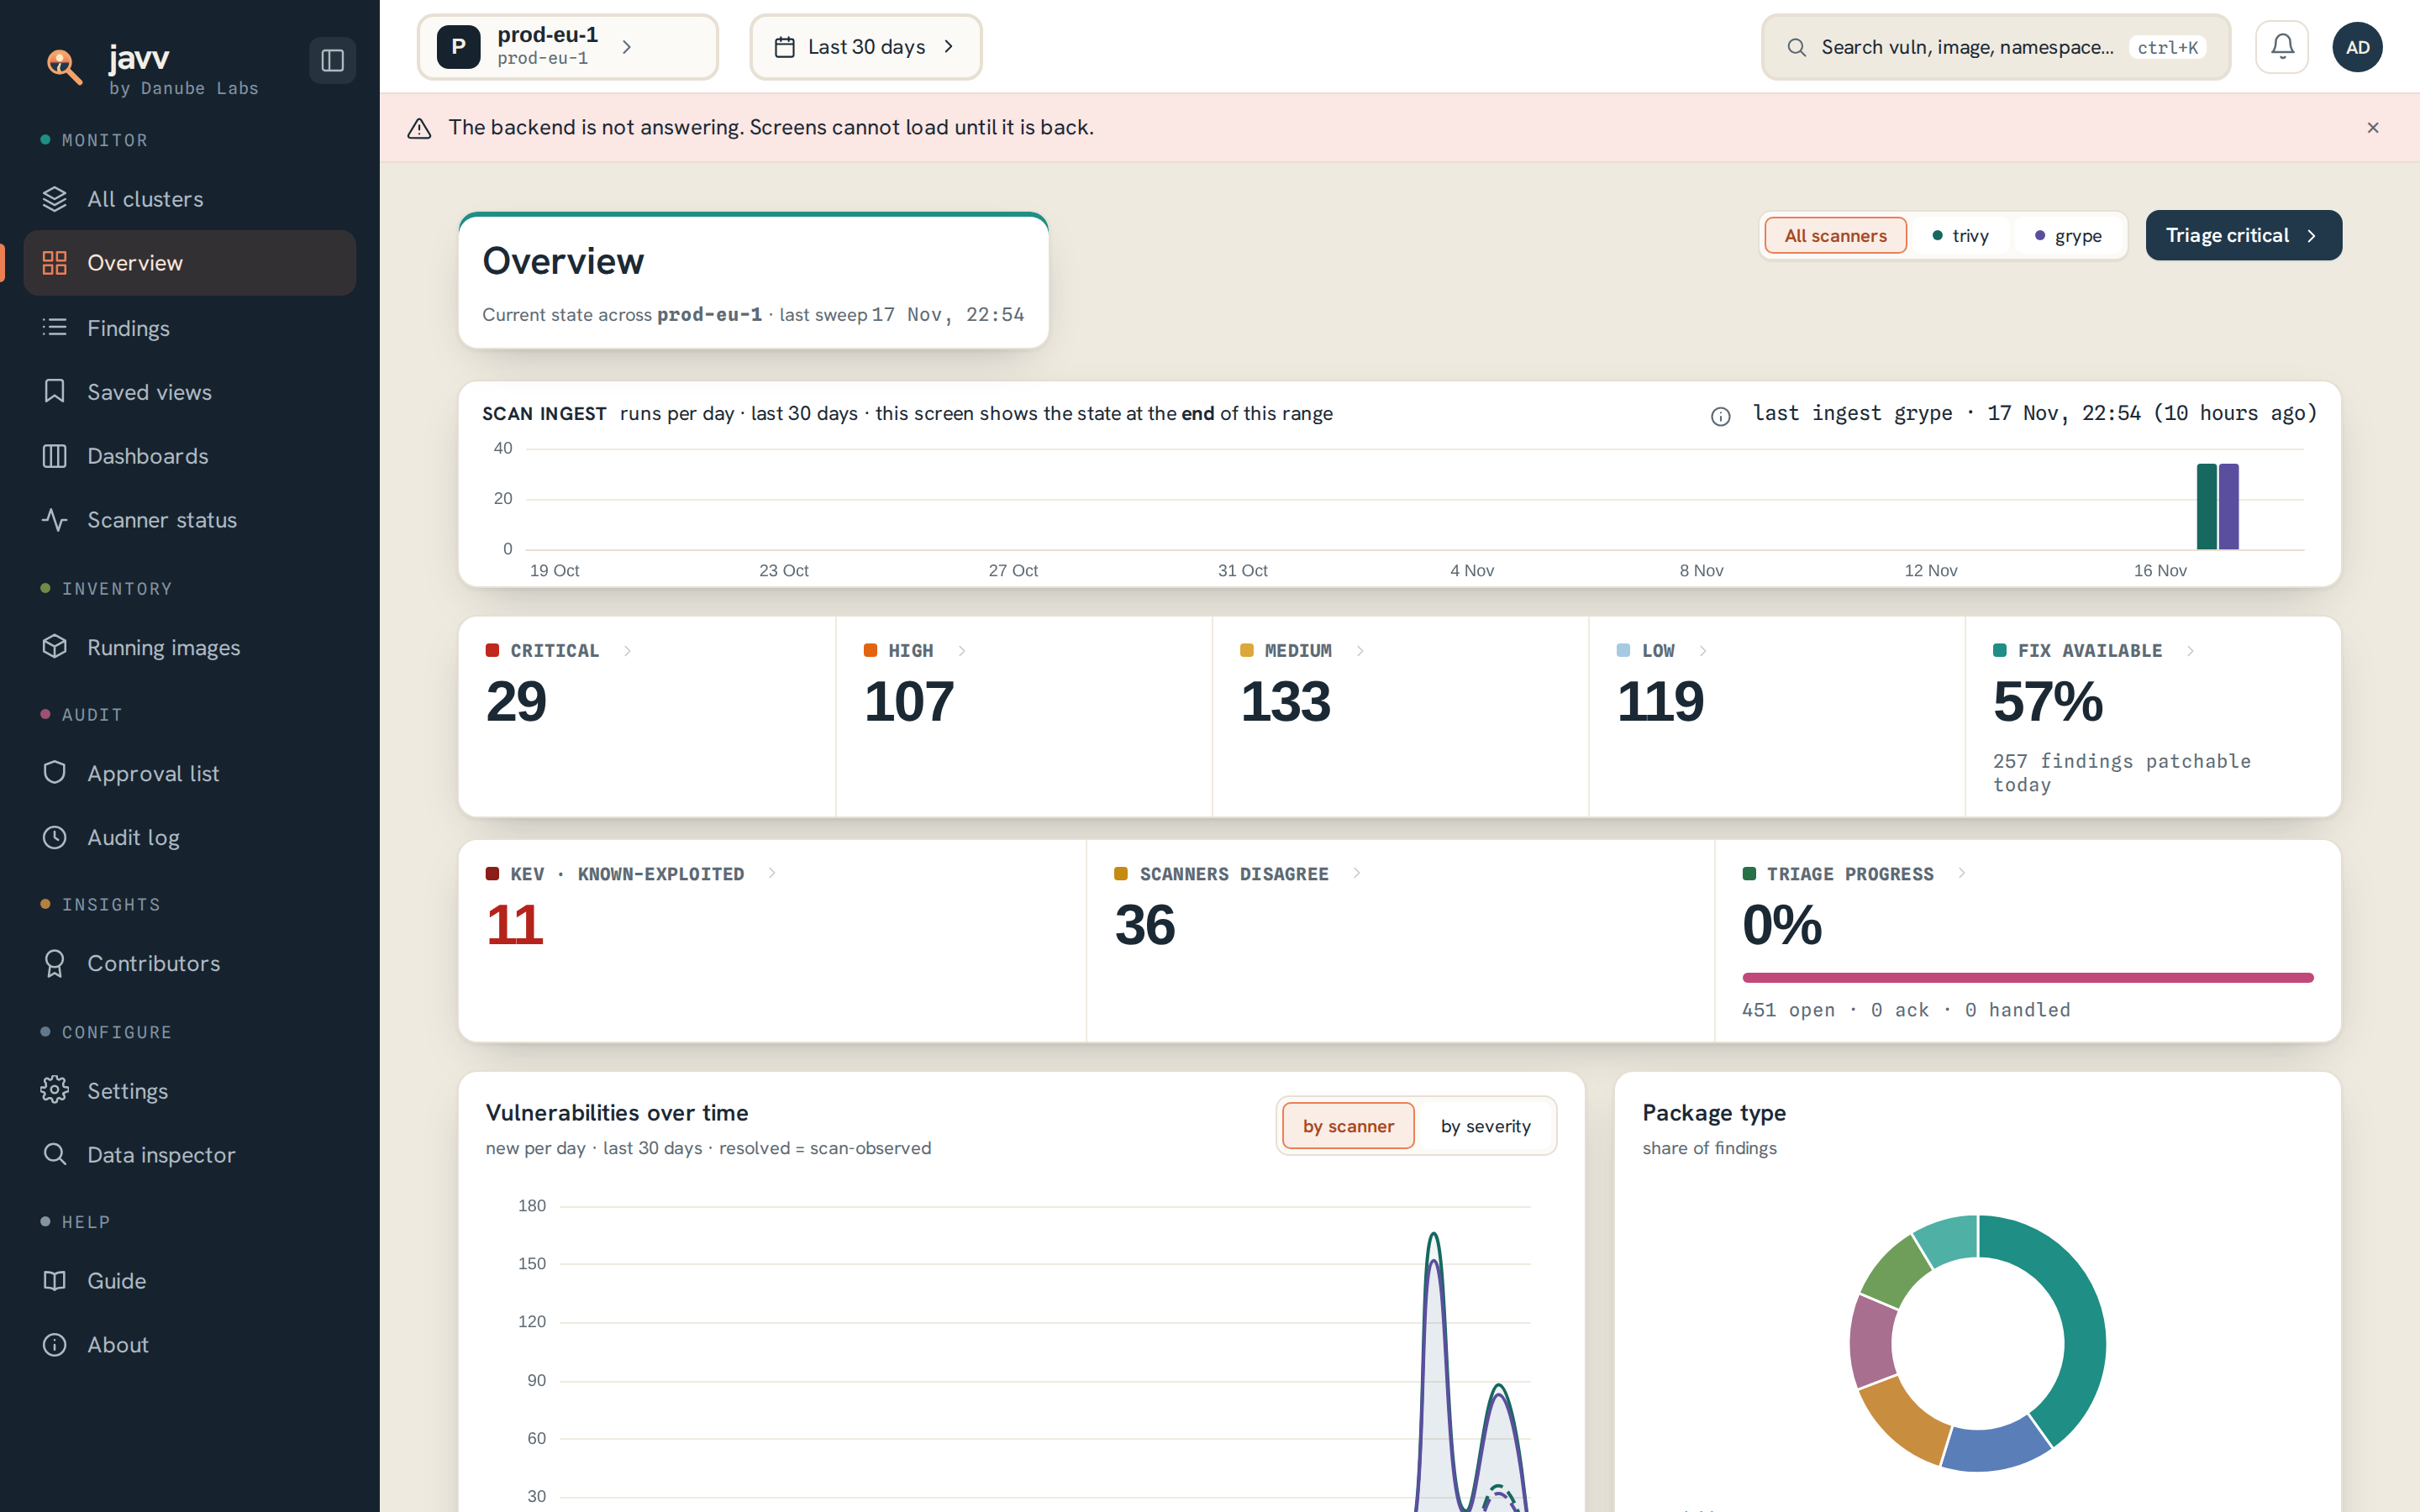 javv
by Danube Labs
MONITOR
All clusters
Overview
Findings
Saved views
Dashboards
Scanner status
INVENTORY
Running images
AUDIT
Approval list
Audit log
INSIGHTS
Contributors
CONFIGURE
Settings
Data inspector
HELP
Guide
About
P
prod-eu-1
prod-eu-1
Last 30 days
Search vuln, image, namespace...
ctrl+K
AD
The backend is not answering. Screens cannot load until it is back.
Overview
Current state across prod-eu-1 · last sweep 17 Nov, 22:54
All scanners
trivy
grype
Triage critical
SCAN INGEST runs per day · last 30 days · this screen shows the state at the end of this range
last ingest grype · 17 Nov, 22:54 (10 hours ago)
40
20
0
19 Oct
23 Oct
27 Oct
31 Oct
4 Nov
8 Nov
12 Nov
16 Nov
CRITICAL
29
HIGH
107
MEDIUM
133
LOW
119
FIX AVAILABLE
57%
257 findings patchable
today
KEV · KNOWN-EXPLOITED
11
SCANNERS DISAGREE
36
TRIAGE PROGRESS
0%
451 open · 0 ack · 0 handled
Vulnerabilities over time
new per day · last 30 days · resolved = scan-observed
by scanner
by severity
180
150
120
90
60
30
Package type
share of findings